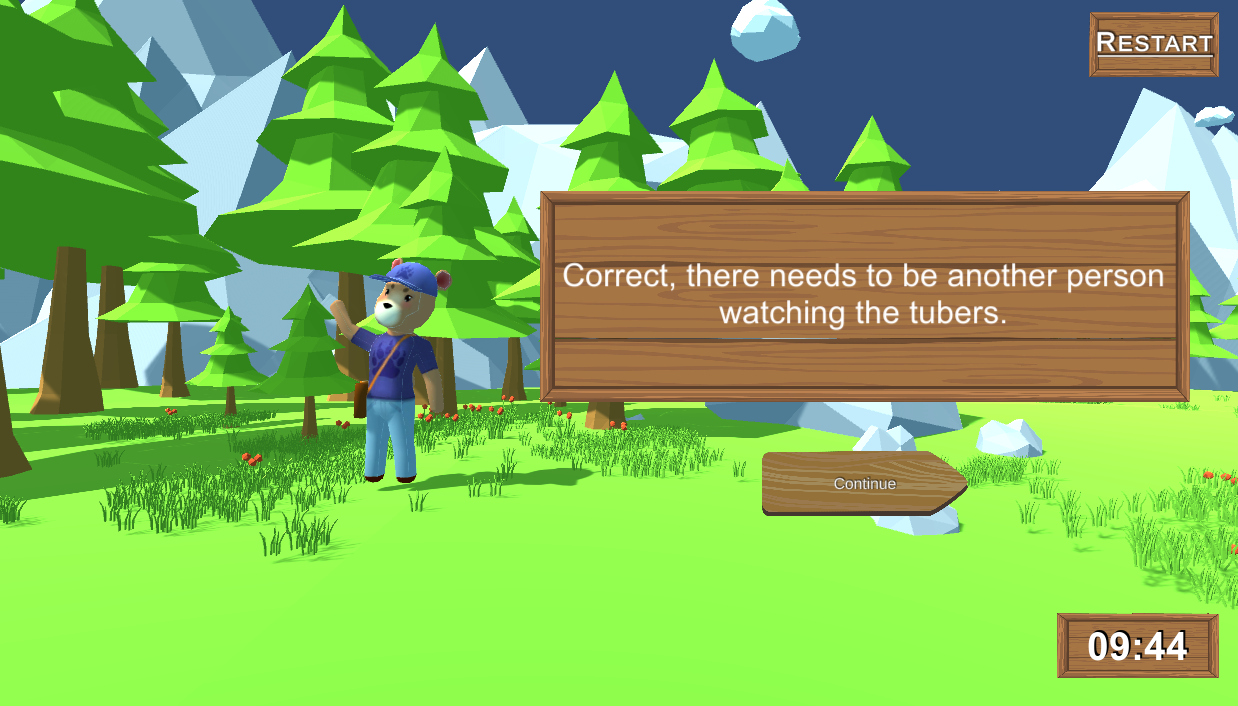 RESTART
Correct, there needs to be another person
watching the tubers.
Continue
09:44